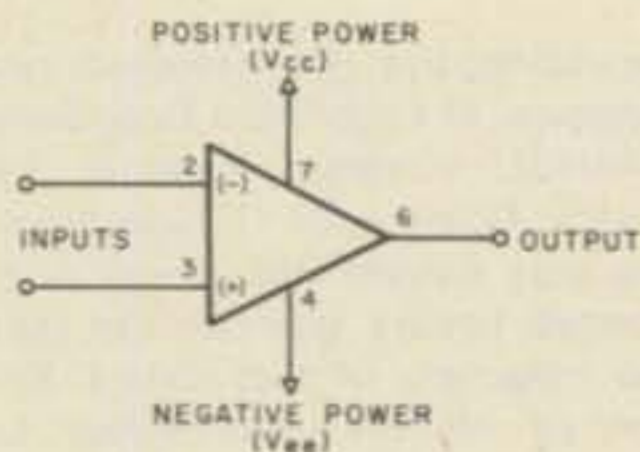 POSITIVE POWER
(Vcc)
2 (-) 7
INPUTS 6 OUTPUT
3 (+) 4
NEGATIVE POWER
(Vee)